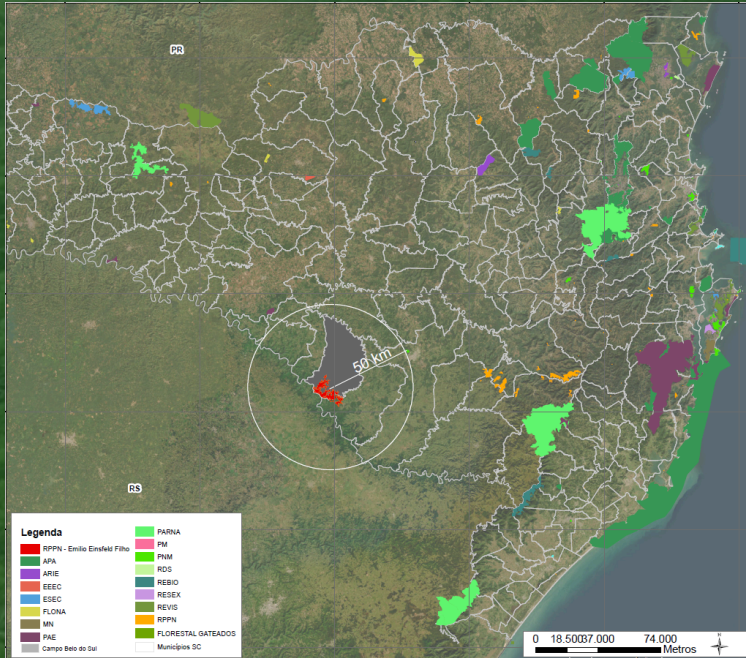 PR
50 km
RS
Legenda
RPPN - Emilio Einsfeld Filho
APA
ARIE
EEEC
ESEC
FLONA
MN
PAE
Campo Belo do Sul
PARNA
PM
PNM
RDS
REBIO
RESEX
REVIS
RPPN
FLORESTAL GATEADOS
Municípios SC
0 18.50037.000 74.000
Metros